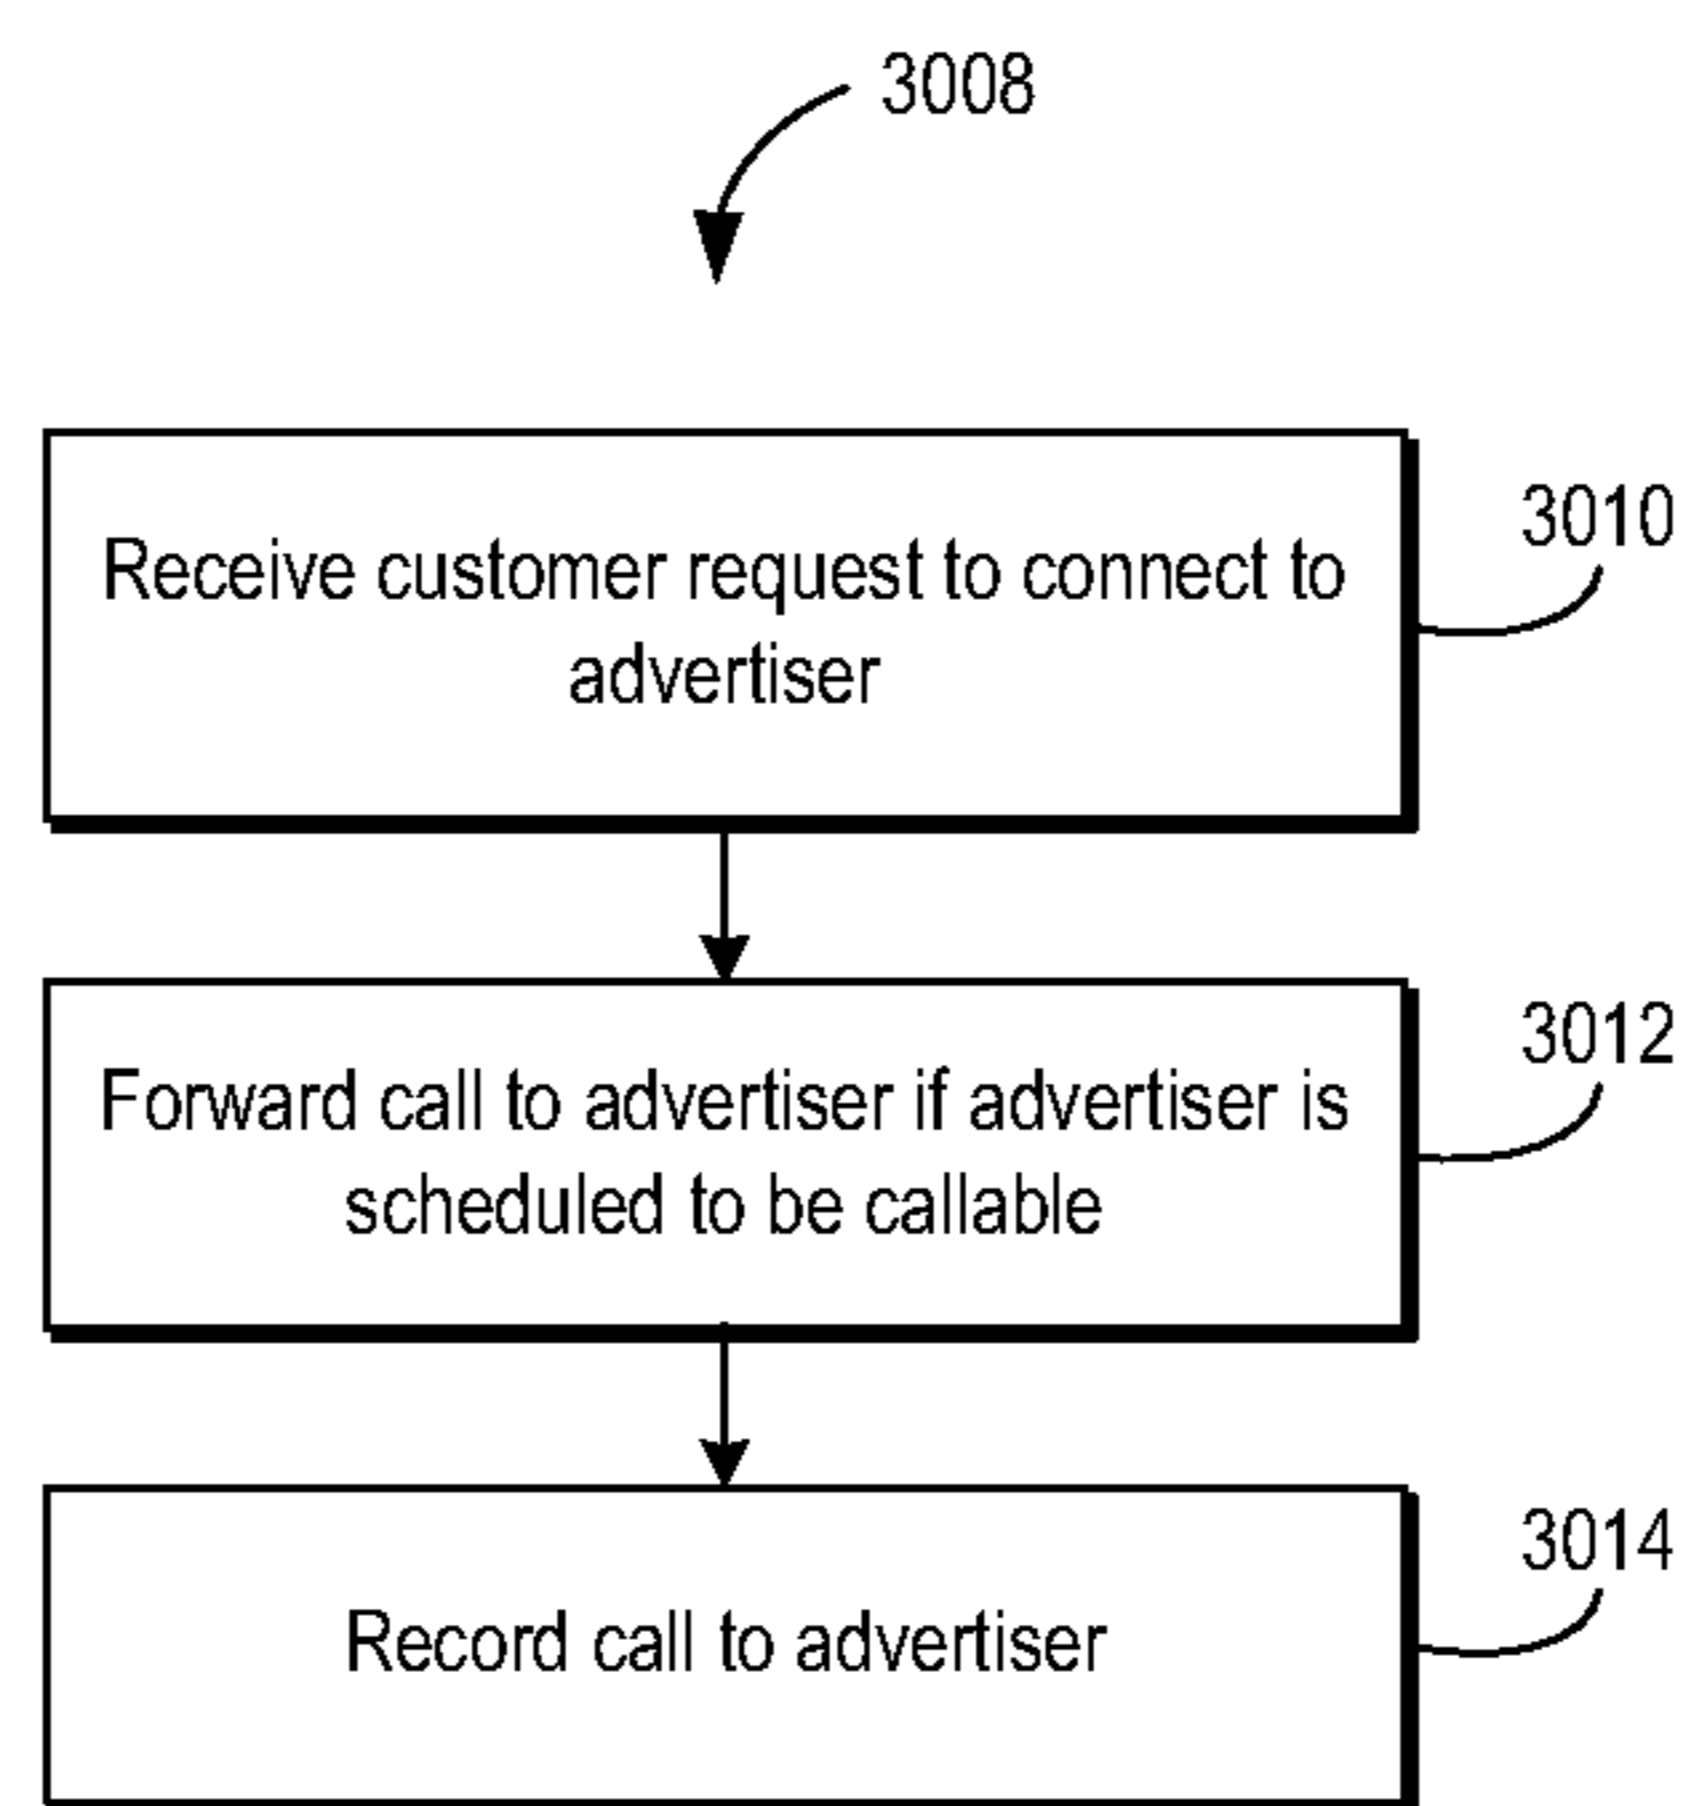 3008
Receive customer request to connect to
advertiser
3010
Forward call to advertiser if advertiser is
scheduled to be callable
3012
Record call to advertiser
3014